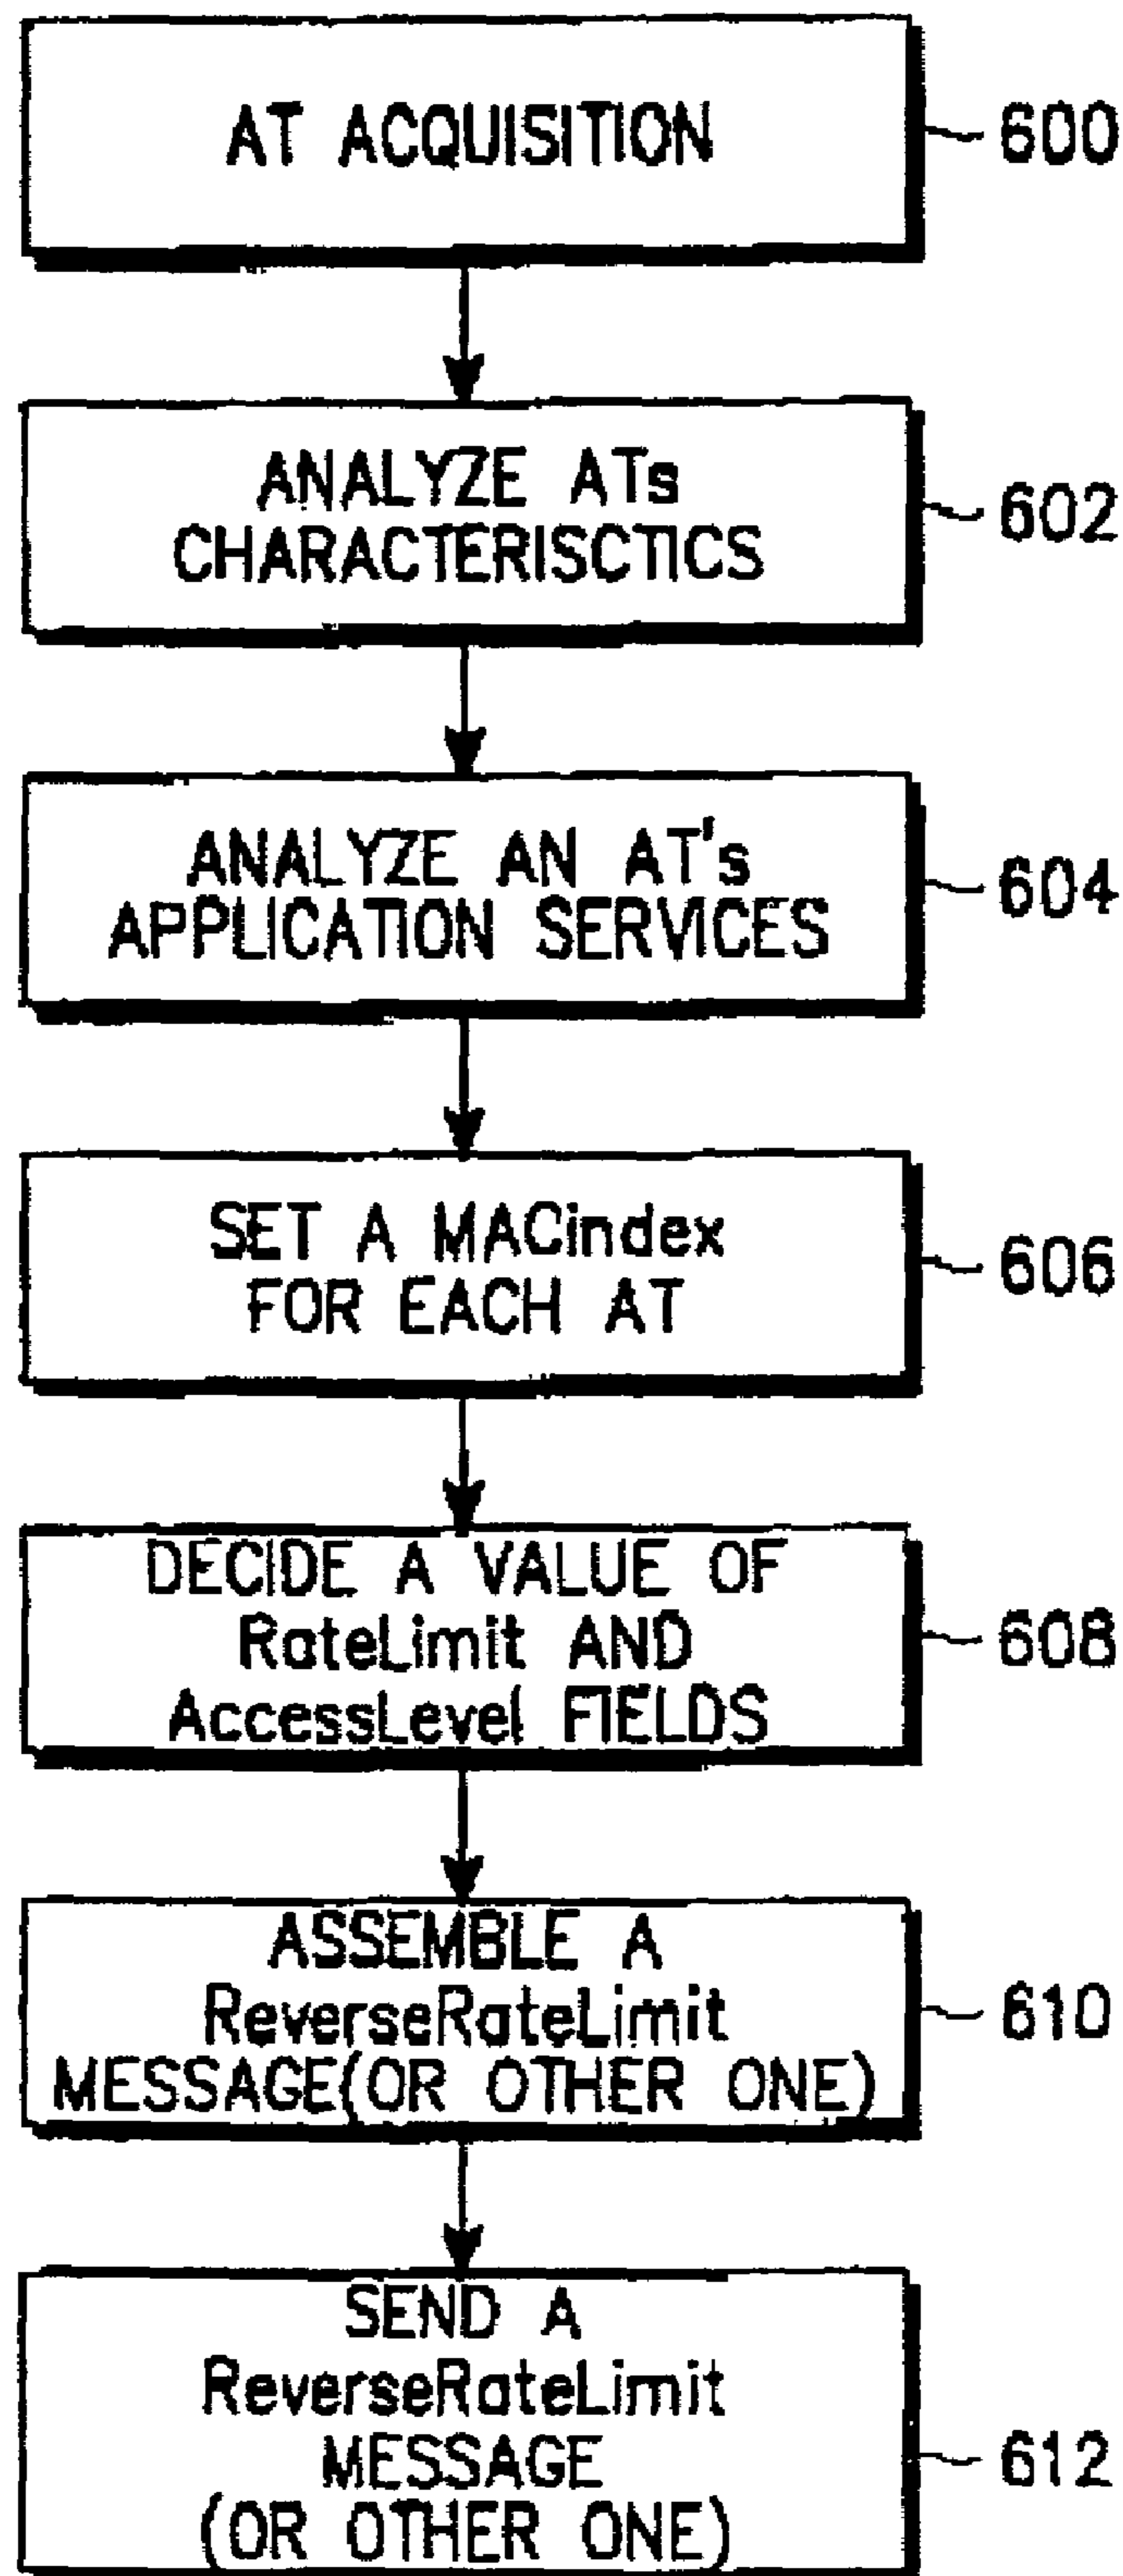 AT ACQUISITION
600
ANALYZE ATs
CHARACTERISCTICS
602
ANALYZE AN AT's
APPLICATION SERVICES
604
SET A MACindex
FOR EACH AT
606
DECIDE A VALUE OF
RateLimit AND
AccessLevel FIELDS
608
ASSEMBLE A
ReverseRateLimit
MESSAGE(OR OTHER ONE)
610
SEND A
ReverseRateLimit
MESSAGE
(OR OTHER ONE)
612